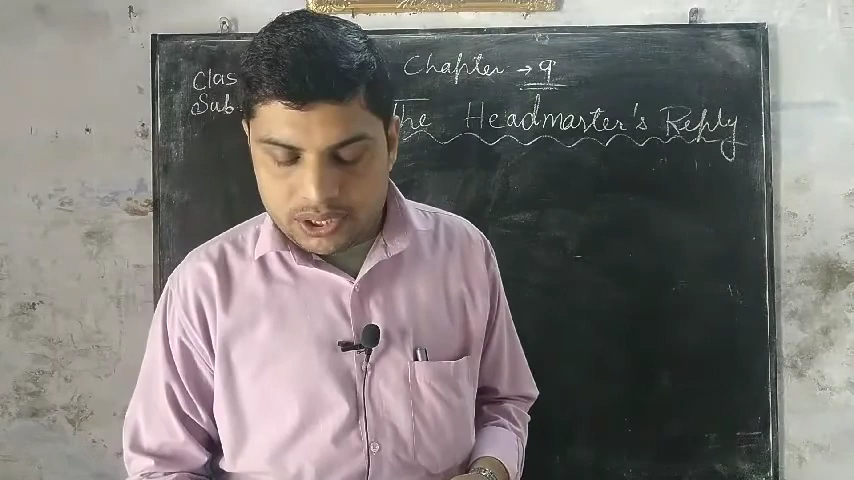 Clas
Sub
Chapter → 9
The Headmaster's Reply